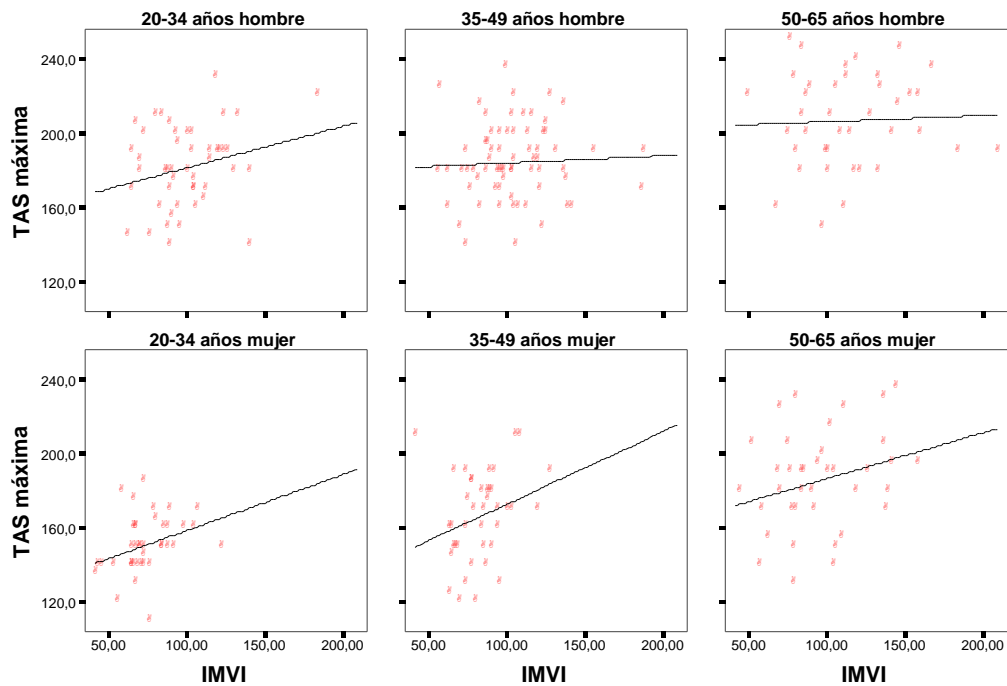 20-34 años hombre
35-49 años hombre
50-65 años hombre
TAS máxima
240,0
200,0
160,0
120,0
20-34 años mujer
35-49 años mujer
50-65 años mujer
TAS máxima
240,0
200,0
160,0
120,0
50,00 100,00 150,00 200,00
50,00 100,00 150,00 200,00
50,00 100,00 150,00 200,00
IMVI
IMVI
IMVI